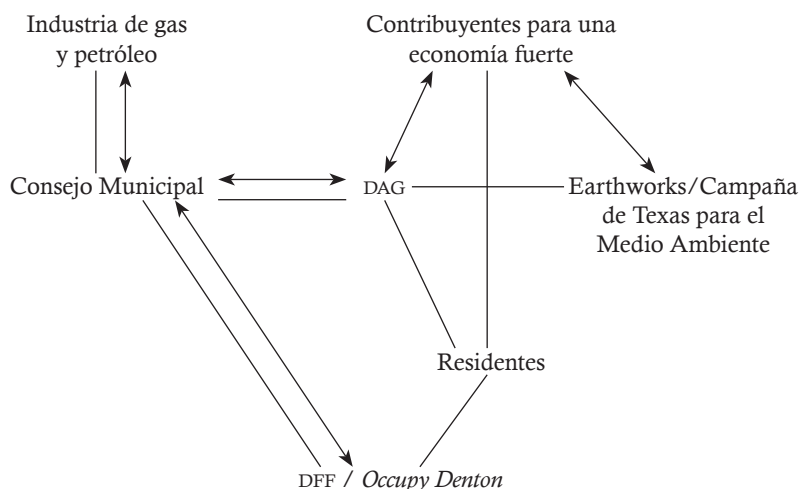 Industria de gas
y petróleo
Contribuyentes para una
economía fuerte
Consejo Municipal
DAG
Earthworks/Campaña
de Texas para el
Medio Ambiente
Residentes
DFF / Occupy Denton